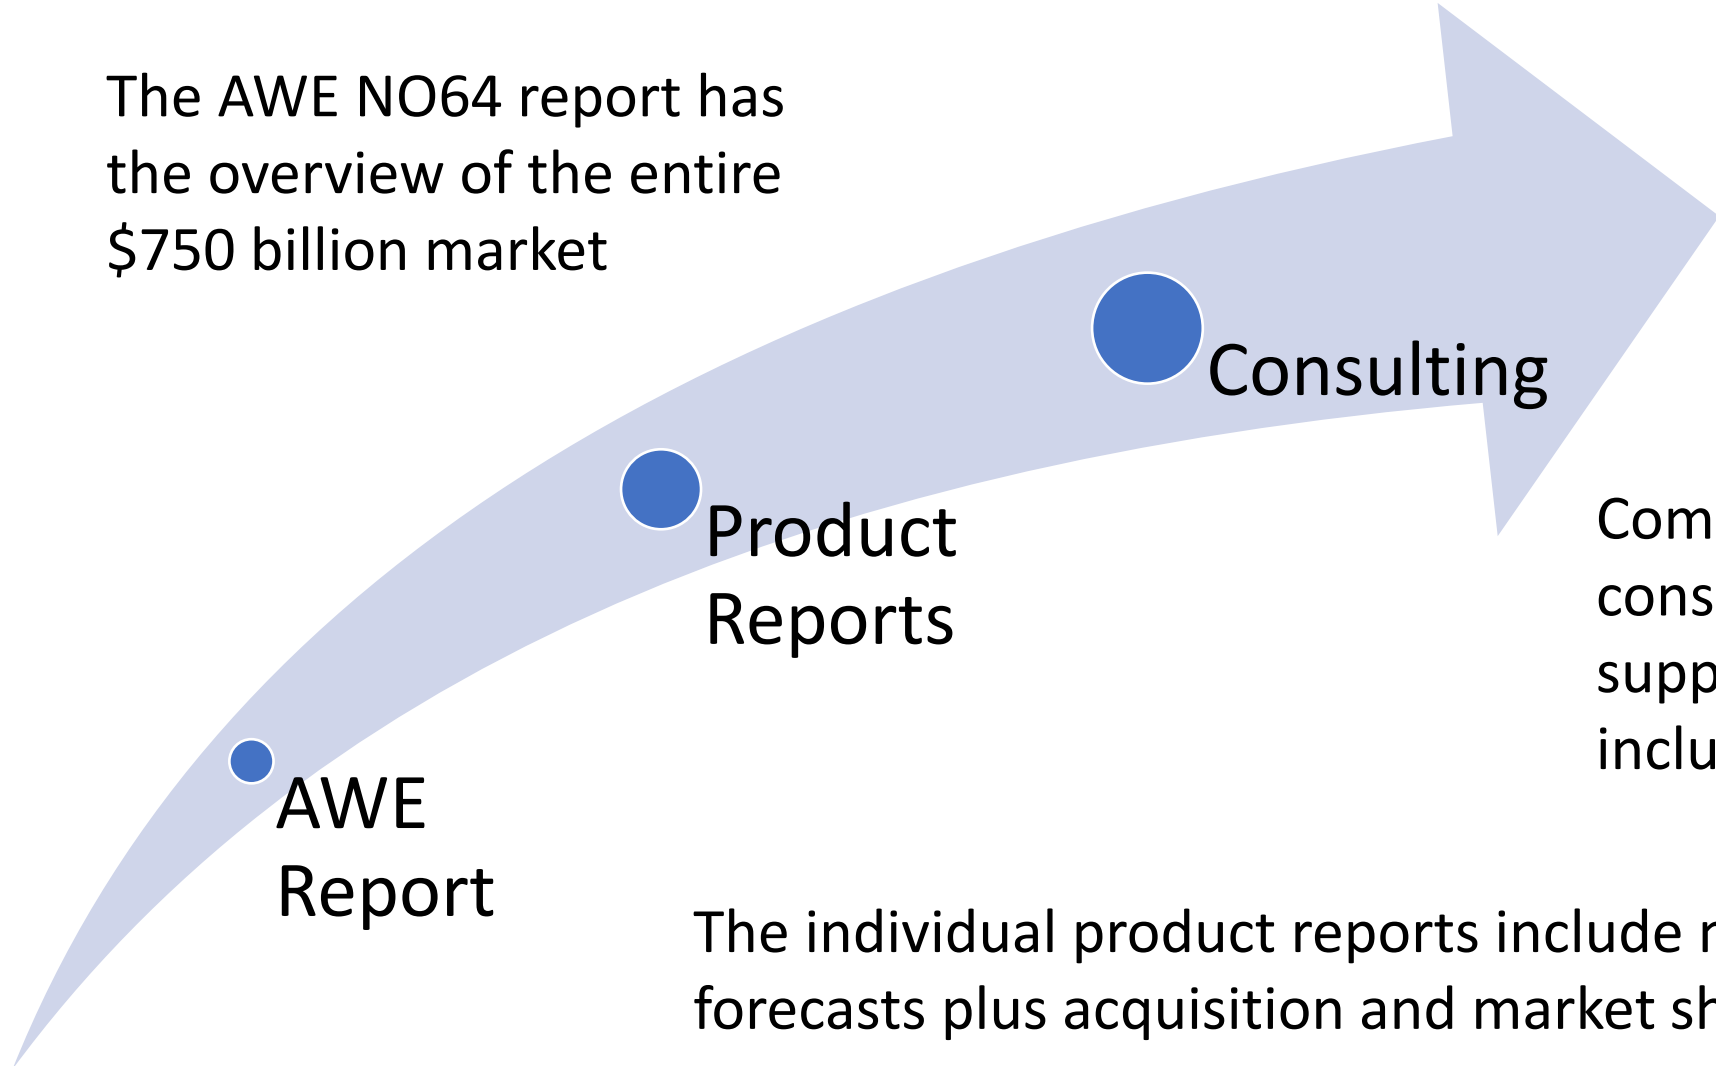 The AWE NO64 report has
the overview of the entire
$750 billion market
Consulting
Product
Reports
AWE
Report
The individual product reports include
forecasts plus acquisition and market